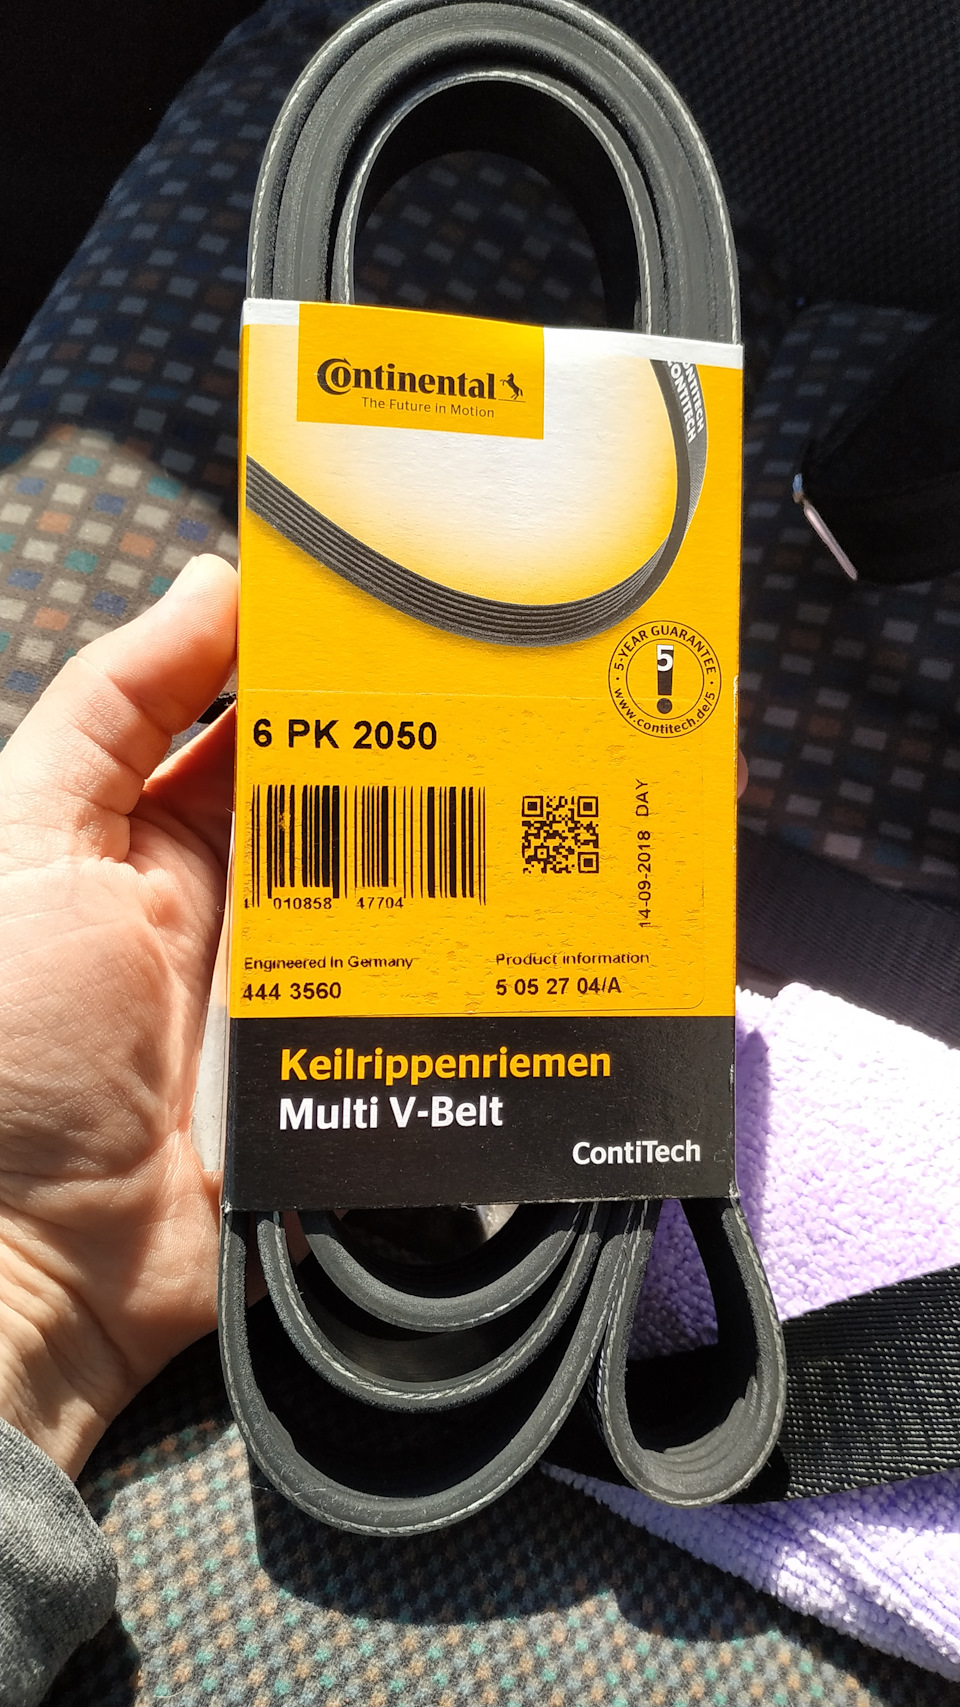 Continental
The Future in Motion
CONTITECH
CONTITECH
5-YEAR GUARANTEE
5
www.contitech.de/5
6 PK 2050
010858 47704
14-09-2018 DAY
Engineered In Germany
Product information
444 3560
5 05 27 04/A
Keilrippenriemen
Multi V-Belt
ContiTech